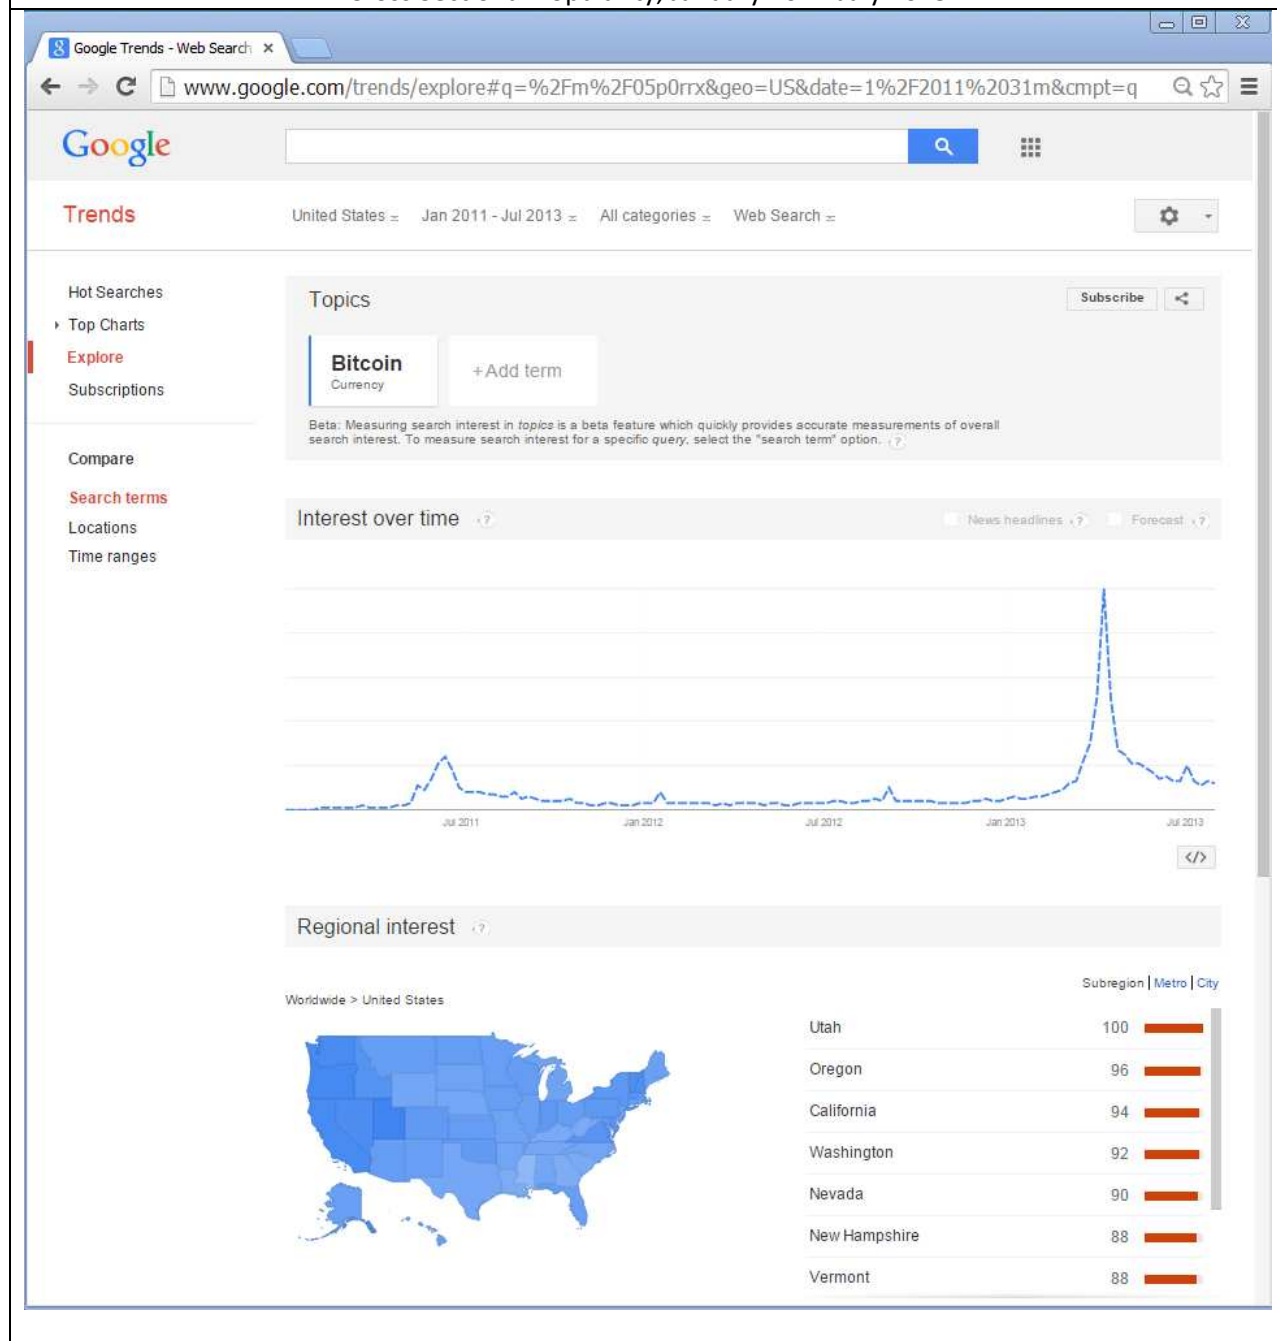 Google Trends - Web Search ×
www.google.com/trends/explore#q=%2Fm%2F05p0rrx&geo=US&date=1%2F2011%2031m&cmpt=q
Google
Trends
United States Jan 2011 - Jul 2013 All categories Web Search
Hot Searches
Top Charts
Explore
Subscriptions
Compare
Search terms
Locations
Time ranges
Topics
Subscribe
Bitcoin
Currency
+Add term
Beta: Measuring search interest in topics is a beta feature which quickly provides accurate measurements of overall
search interest. To measure search interest for a specific query, select the "search term" option. ?
Interest over time ?
News headlines ? Forecast ?
Jul 2011 Jan 2012 Jul 2012 Jan 2013 Jul 2013
</>
Regional interest ?
Subregion | Metro | City
Worldwide > United States
Utah 100
Oregon 96
California 94
Washington 92
Nevada 90
New Hampshire 88
Vermont 88